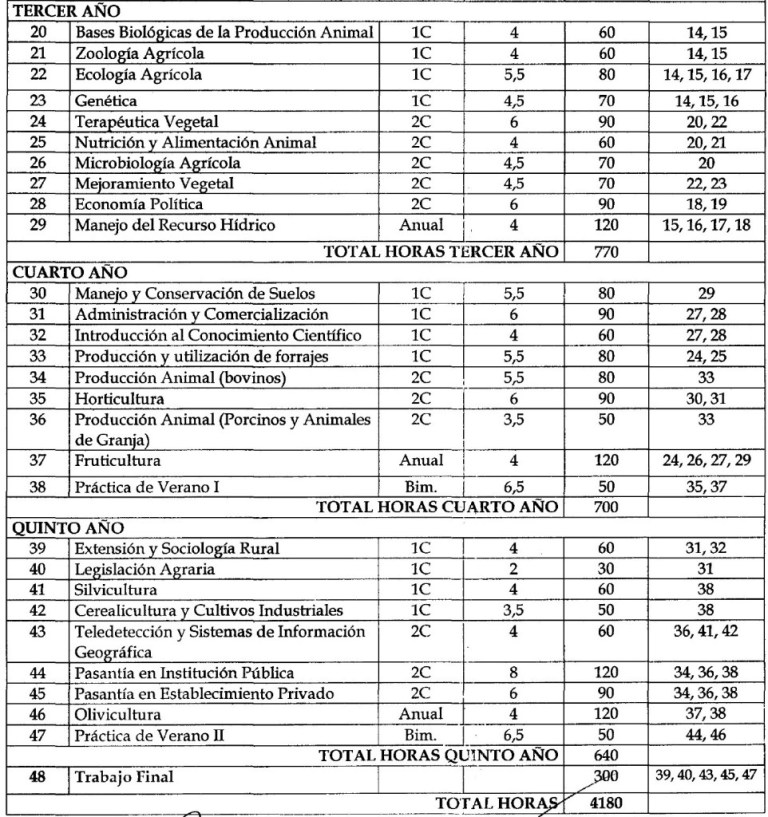 TERCER AÑO
20 Bases Biológicas de la Producción Animal 1C 4 60 14, 15
21 Zoología Agrícola 1C 4 60 14, 15
22 Ecología Agrícola 1C 5,5 80 14, 15, 16, 17
23 Genética 1C 4,5 70 14, 15, 16
24 Terapéutica Vegetal 2C 6 90 20, 22
25 Nutrición y Alimentación Animal 2C 4 60 20, 21
26 Microbiología Agrícola 2C 4,5 70 20
27 Mejoramiento Vegetal 2C 4,5 70 22, 23
28 Economía Política 2C 6 90 18, 19
29 Manejo del Recurso Hídrico Anual 4 120 15, 16, 17, 18
TOTAL HORAS TERCER AÑO 770
CUARTO AÑO
30 Manejo y Conservación de Suelos 1C 5,5 80 29
31 Administración y Comercialización 1C 6 90 27, 28
32 Introducción al Conocimiento Científico 1C 4 60 27, 28
33 Producción y utilización de forrajes 1C 5,5 80 24, 25
34 Producción Animal (bovinos) 2C 5,5 80 33
35 Horticultura 2C 6 90 30, 31
36 Producción Animal (Porcinos y Animales 2C 3,5 50 33
de Granja)
37 Fruticultura Anual 4 120 24, 26, 27, 29
38 Práctica de Verano I Bim. 6,5 50 35, 37
TOTAL HORAS CUARTO AÑO 700
QUINTO AÑO
39 Extensión y Sociología Rural 1C 4 60 31, 32
40 Legislación Agraria 1C 2 30 31
41 Silvicultura 1C 4 60 38
42 Cerealicultura y Cultivos Industriales 1C 3,5 50 38
43 Teledetección y Sistemas de Información 2C 4 60 36, 41, 42
Geográfica
44 Pasantía en Institución Pública 2C 8 120 34, 36, 38
45 Pasantía en Establecimiento Privado 2C 6 90 34, 36, 38
46 Olivicultura Anual 4 120 37, 38
47 Práctica de Verano II Bim. 6,5 50 44, 46
TOTAL HORAS QUINTO AÑO 640
48 Trabajo Final 300 39, 40, 43, 45, 47
TOTAL HORAS 4180